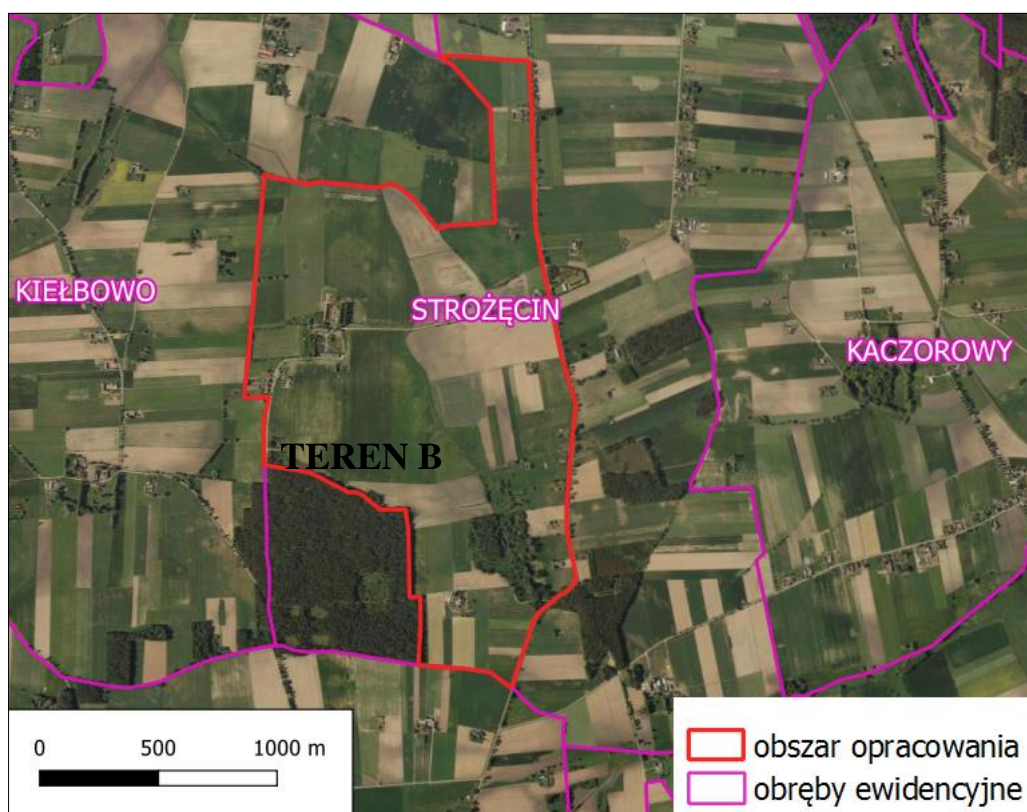 KIEŁBOWO
STROŻĘCIN
KACZOROWY
TEREN B
0 500 1000 m
obszar opracowania
obręby ewidencyjne